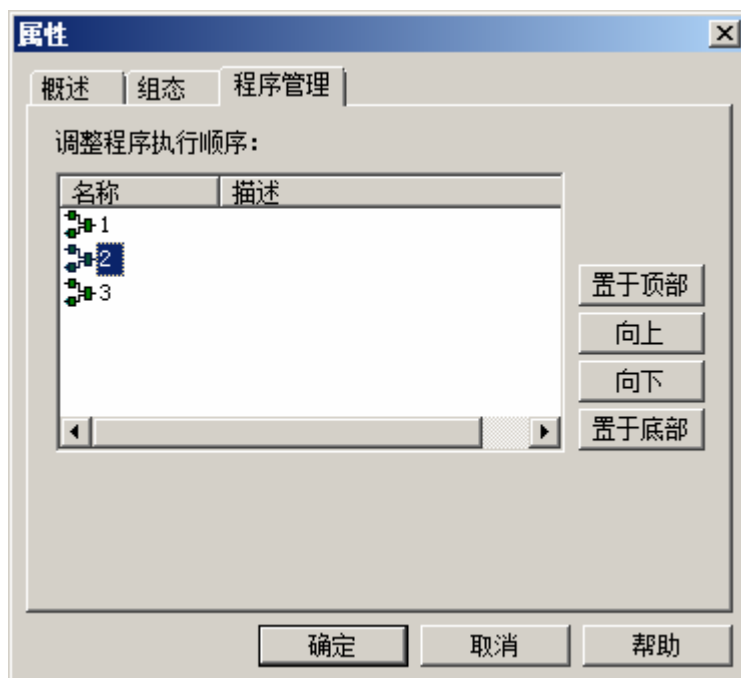 属性
概述 组态 程序管理
调整程序执行顺序：
名称 描述
1
2
3
置于顶部
向上
向下
置于底部
确定 取消 帮助